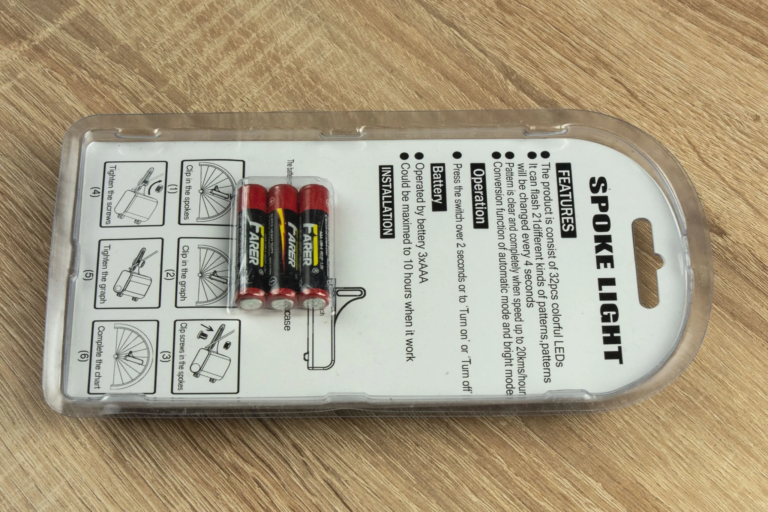 SPOKE LIGHT
FEATURES
● The product is consist of 32pcs colorful LEDs
● It can flash 21different kinds of patterns,patterns
will be changed every 4 seconds
● Pattern is clear and completely when speed up to 20kms/hour
● Conversion function of automatic mode and bright mode
Operation
● Press the switch over 2 seconds or to 'Turn on' or 'Turn off'
Battery
● Operated by bettery 3xAAA
● Could be maximed to 10 hours when it work
INSTALLATION
The batte
case
FARER
FARER
FARER
Clip in the spokes
(1)
Clip in the graph
(2)
Clip screws in the spokes
(3)
Tighten the screws
(4)
Tighten the graph
(5)
Complete the chart
(6)